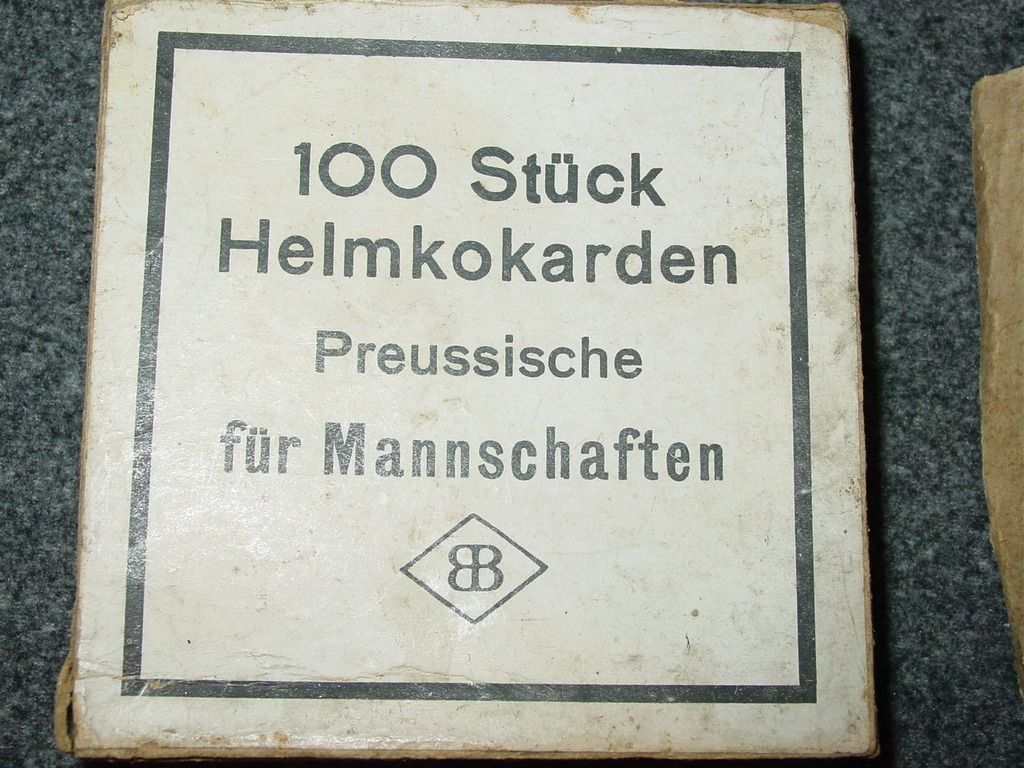 100 Stück
Helmkokarden
Preussische
für Mannschaften
BB